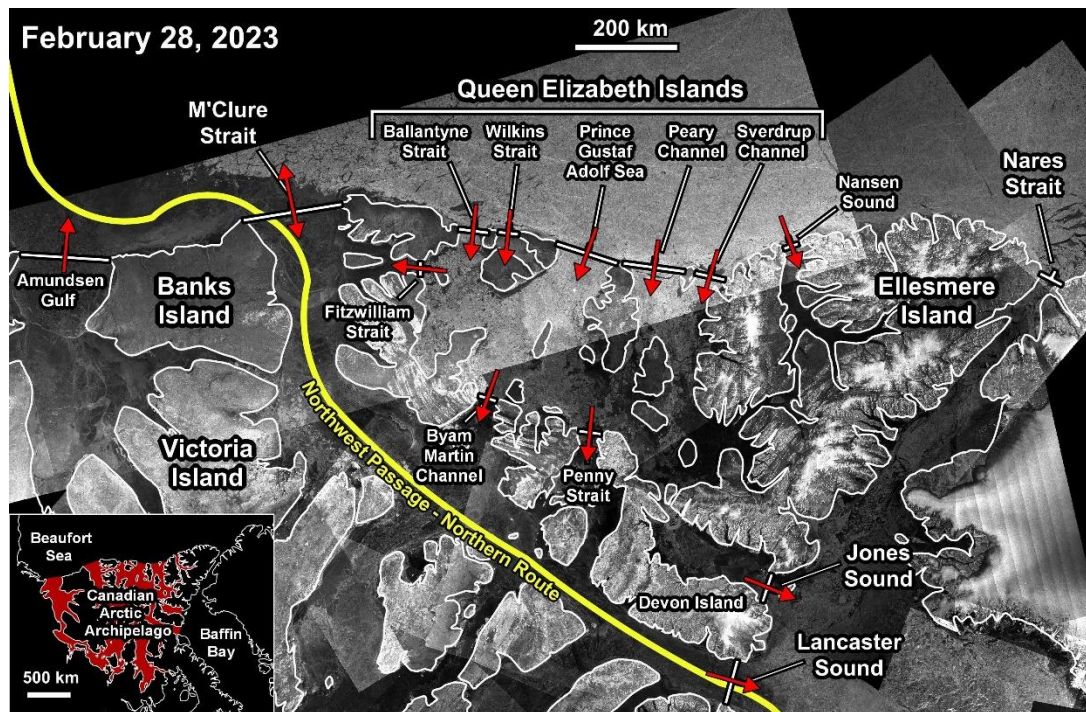 February 28, 2023
200 km
Queen Elizabeth Islands
M'Clure
Strait
Ballantyne
Strait
Wilkins
Strait
Prince
Gustaf
Adolf Sea
Peary
Channel
Sverdrup
Channel
Nansen
Sound
Nares
Strait
Amundsen
Gulf
Banks
Island
Fitzwilliam
Strait
Ellesmere
Island
Victoria
Island
Byam
Martin
Channel
Penny
Strait
Northwest Passage - Northern Route
Jones
Sound
Devon Island
Lancaster
Sound
Beaufort
Sea
Canadian
Arctic
Archipelago
Baffin
Bay
500 km